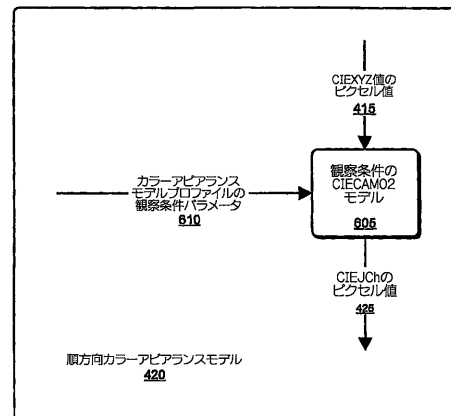 CIEXYZ値の
ピクセル値
415
カラーアピアランス
モデルプロファイルの
観察条件パラメータ
610
観察条件の
CIECAM02
モデル
605
CIEJChの
ピクセル値
425
順方向カラーアピアランスモデル
420